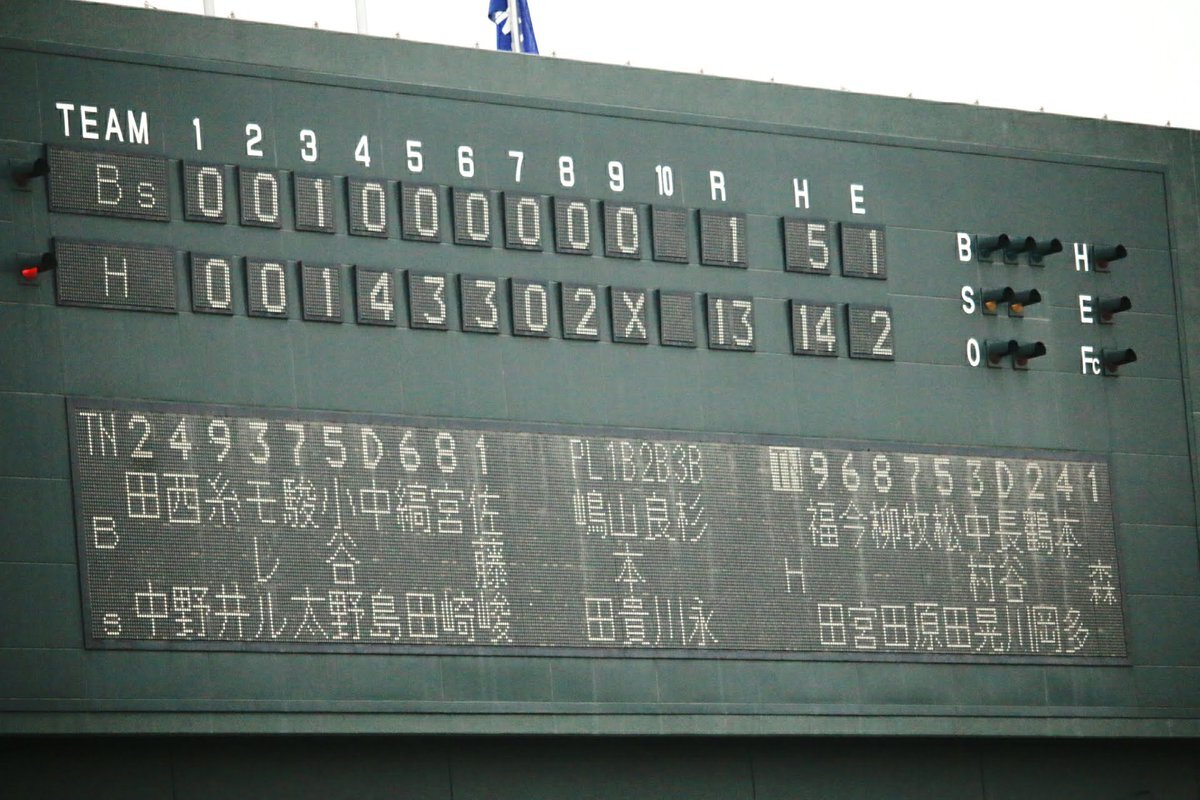 TEAM 1 2 3 4 5 6 7 8 9 10 R H E
Bs 0 0 1 0 0 0 0 0 0 1 5 1
H 0 0 1 4 3 3 0 2 X 13 14 2
B H
S E
O Fc
TN 2 4 9 3 7 5 D 6 8 1 PL 1B 2B 3B TN 9 6 8 7 5 3 D 2 4 1
田 西 糸 モ 駿 小 中 縞 宮 佐 嶋 山 良 杉 福 今 柳 牧 松 中 長 鶴 本
B レ 谷 藤 本 H 村 谷 森
s 中 野 井 ル 太 野 島 田 崎 峻 田 貴 川 永 田 宮 田 原 田 晃 川 岡 多